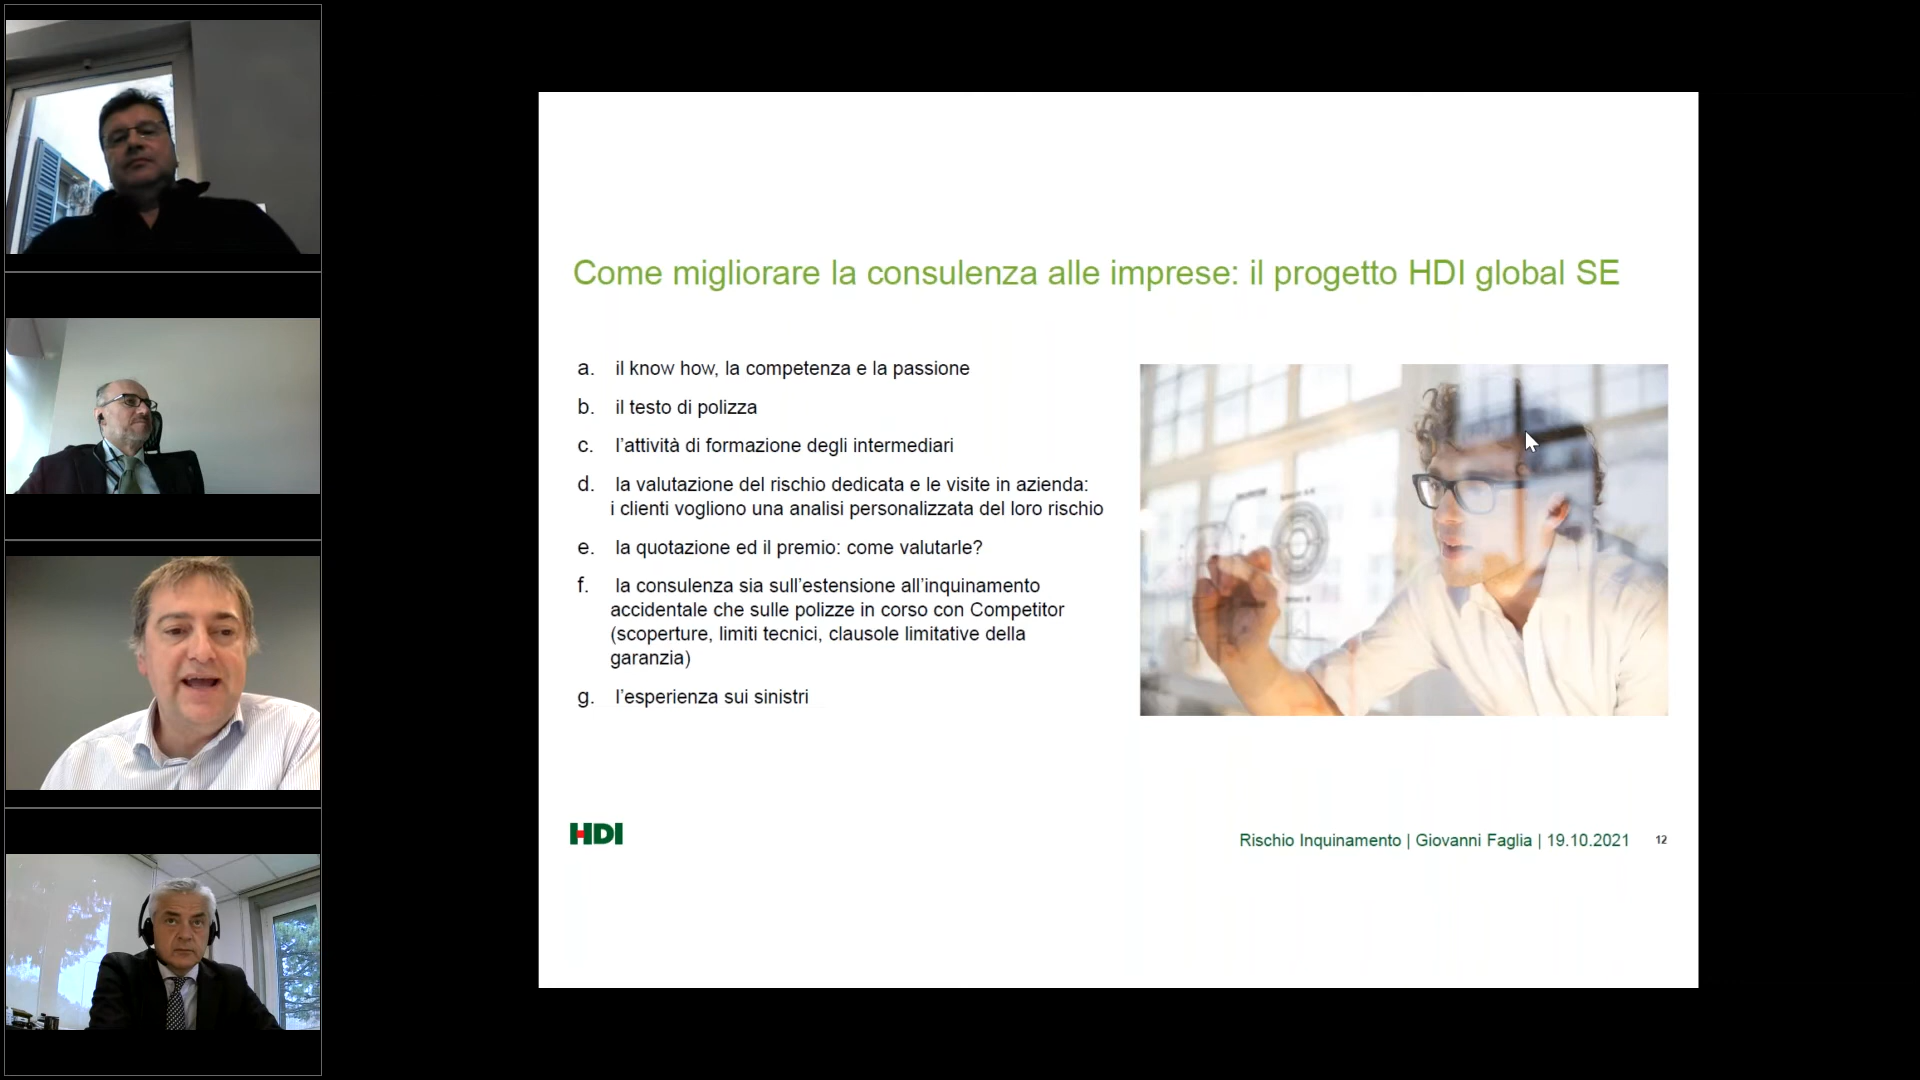 Come migliorare la consulenza alle imprese: il progetto HDI global SE
a. il know how, la competenza e la passione
b. il testo di polizza
c. l'attività di formazione degli intermediari
d. la valutazione del rischio dedicata e le visite in azienda:
i clienti vogliono una analisi personalizzata del loro rischio
e. la quotazione ed il premio: come valutarle?
f. la consulenza sia sull'estensione all'inquinamento
accidentale che sulle polizze in corso con Competitor
(scoperture, limiti tecnici, clausole limitative della
garanzia)
g. l'esperienza sui sinistri
HDI
Rischio Inquinamento | Giovanni Faglia | 19.10.2021 12